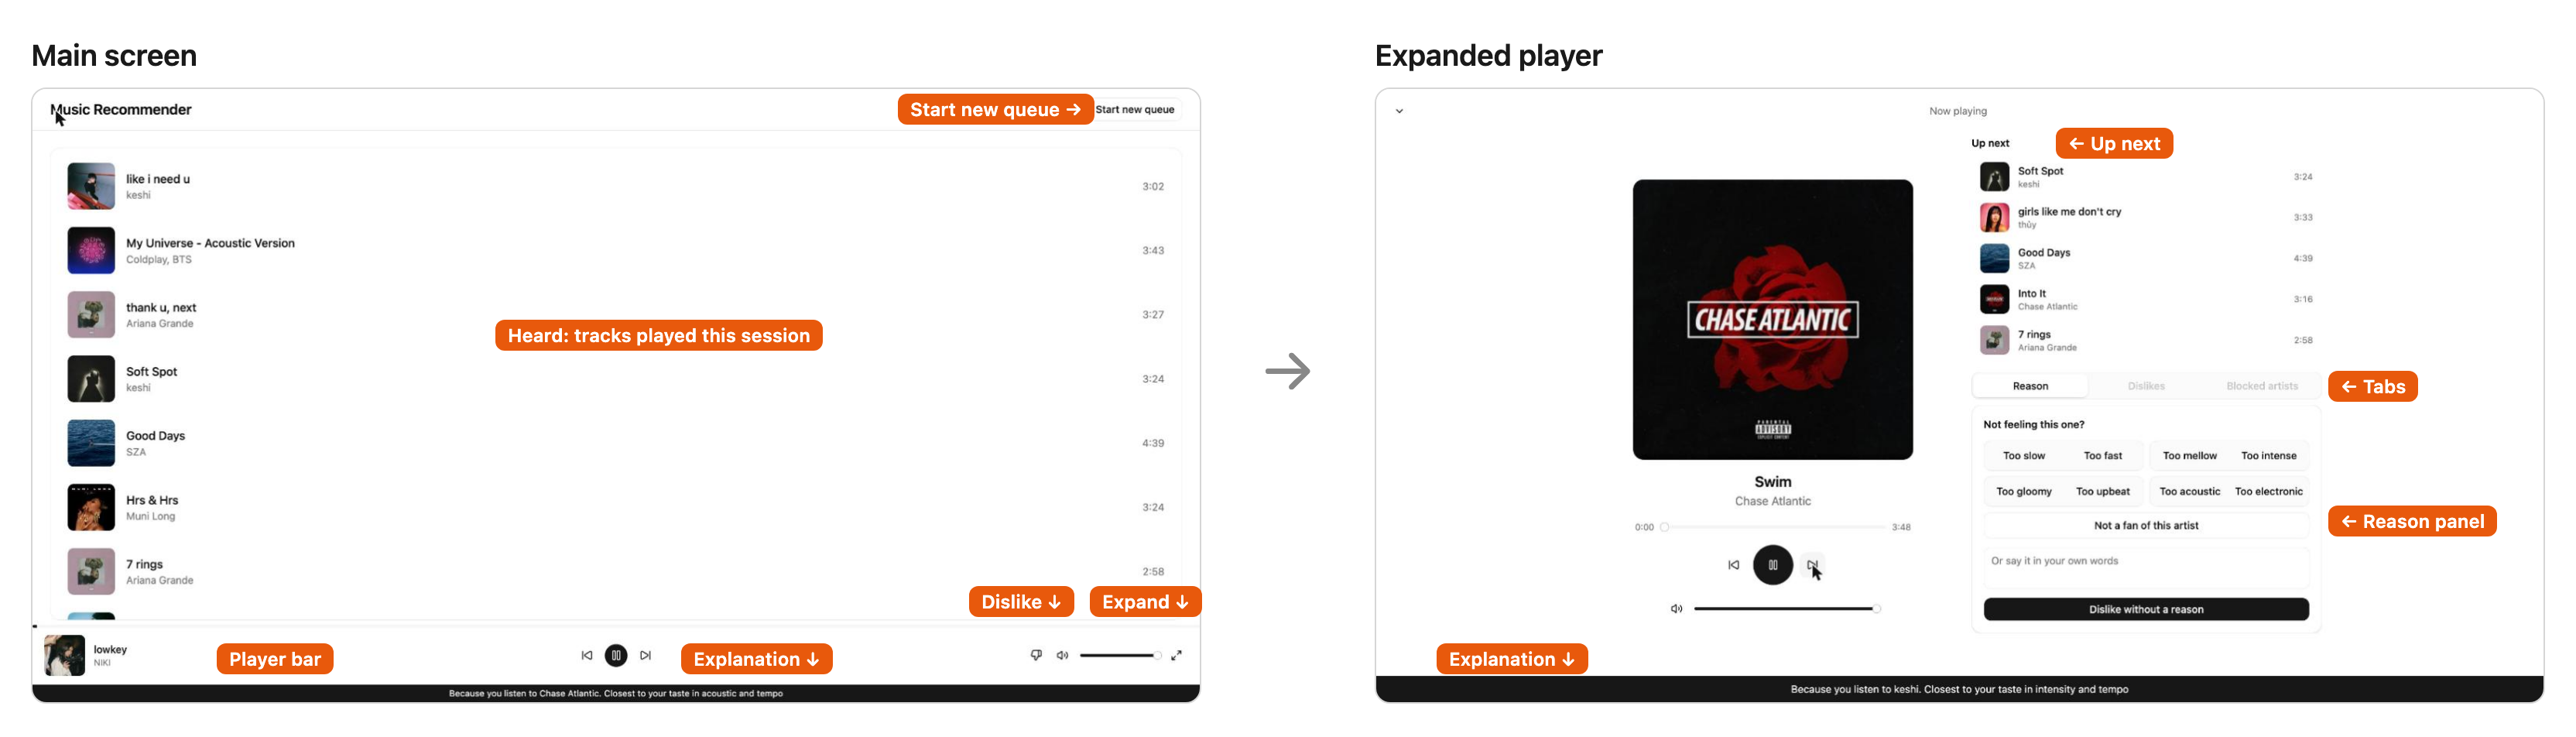 Main screen
Music Recommender
Start new queue →
Start new queue
like i need u
keshi
3:02
My Universe - Acoustic Version
Coldplay, BTS
3:43
thank u, next
Ariana Grande
3:27
Heard: tracks played this session
Soft Spot
keshi
3:24
Good Days
SZA
4:39
Hrs & Hrs
Muni Long
3:24
7 rings
Ariana Grande
2:58
Dislike ↓
Expand ↓
lowkey
NIKI
Player bar
Explanation ↓
Because you listen to Chase Atlantic. Closest to your taste in acoustic and tempo
Expanded player
Now playing
Up next
← Up next
Soft Spot
keshi
3:24
girls like me don't cry
thủy
3:33
Good Days
SZA
4:39
Into It
Chase Atlantic
3:16
7 rings
Ariana Grande
2:58
CHASE ATLANTIC
PARENTAL
ADVISORY
EXPLICIT CONTENT
Swim
Chase Atlantic
0:00
3:48
Reason Dislikes Blocked artists
← Tabs
Not feeling this one?
Too slow Too fast Too mellow Too intense
Too gloomy Too upbeat Too acoustic Too electronic
Not a fan of this artist
← Reason panel
Or say it in your own words
Dislike without a reason
Explanation ↓
Because you listen to keshi. Closest to your taste in intensity and tempo